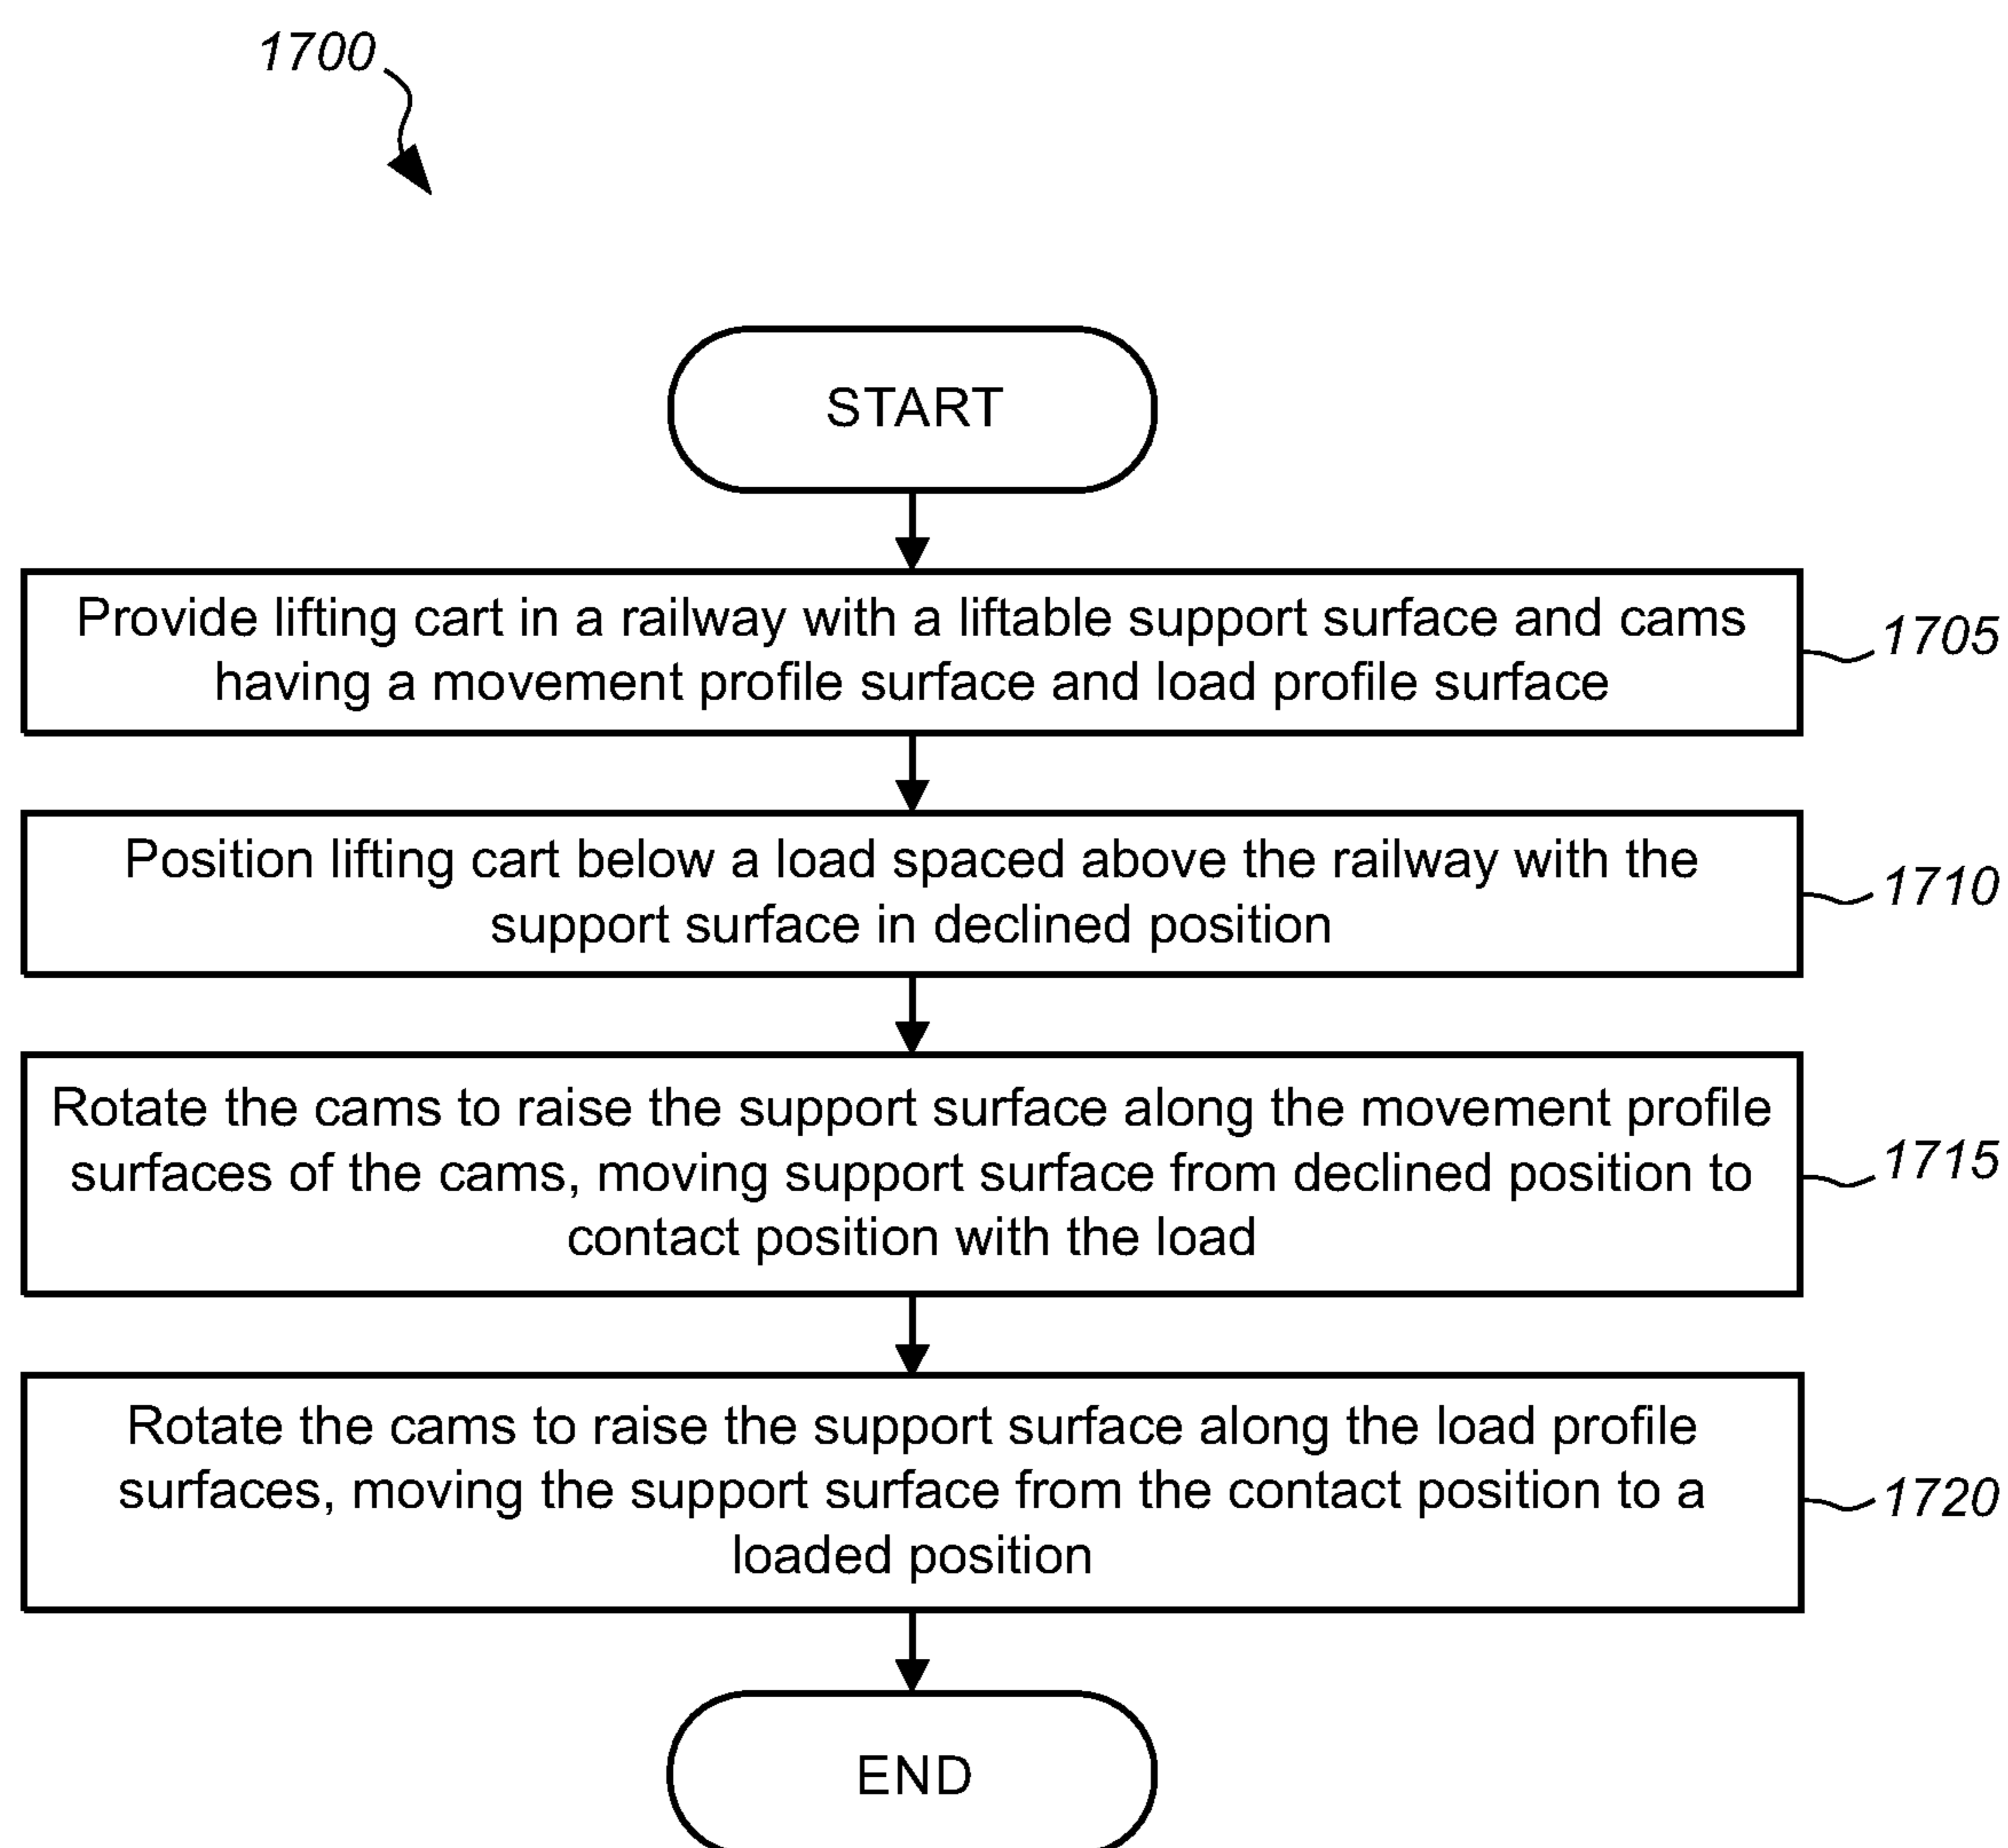 1700
START
Provide lifting cart in a railway with a liftable support surface and cams
having a movement profile surface and load profile surface
1705
Position lifting cart below a load spaced above the railway with the
support surface in declined position
1710
Rotate the cams to raise the support surface along the movement profile
surfaces of the cams, moving support surface from declined position to
contact position with the load
1715
Rotate the cams to raise the support surface along the load profile
surfaces, moving the support surface from the contact position to a
loaded position
1720
END